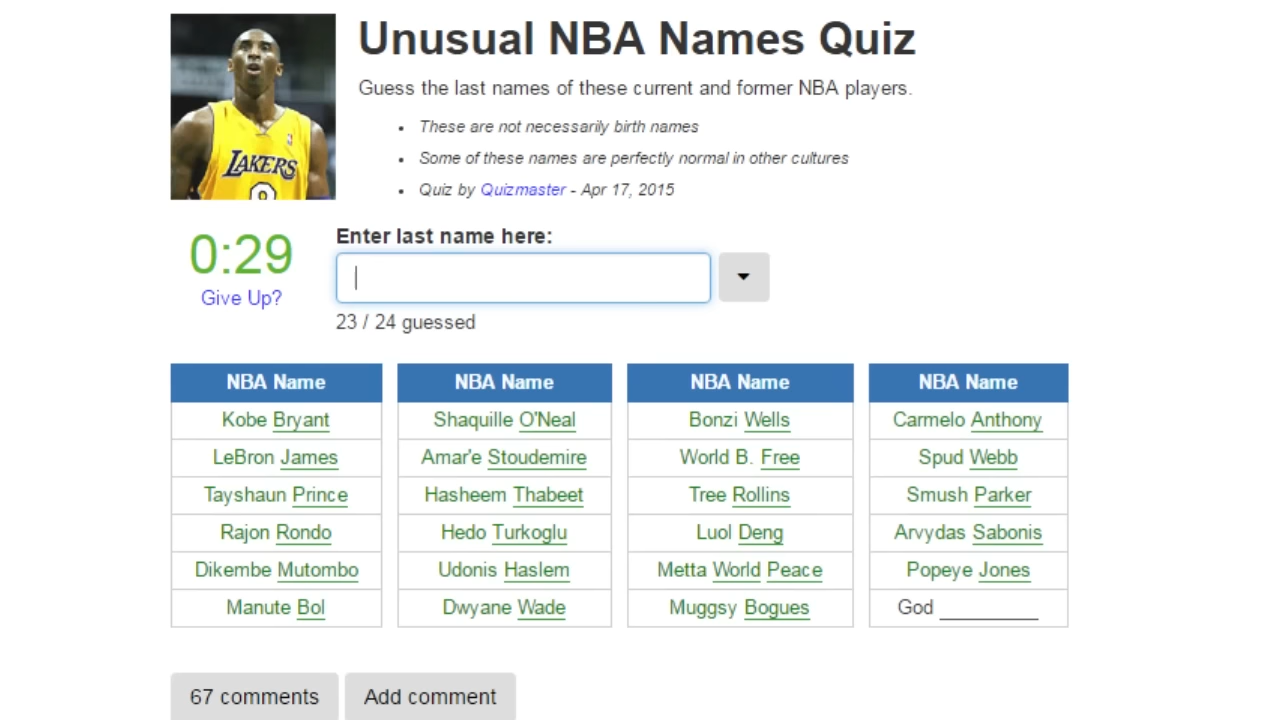 Unusual NBA Names Quiz
Guess the last names of these current and former NBA players.
• These are not necessarily birth names
• Some of these names are perfectly normal in other cultures
• Quiz by Quizmaster - Apr 17, 2015
LAKERS
8
0:29
Give Up?
Enter last name here:
23 / 24 guessed
NBA Name NBA Name NBA Name NBA Name
Kobe Bryant Shaquille O'Neal Bonzi Wells Carmelo Anthony
LeBron James Amar'e Stoudemire World B. Free Spud Webb
Tayshaun Prince Hasheem Thabeet Tree Rollins Smush Parker
Rajon Rondo Hedo Turkoglu Luol Deng Arvydas Sabonis
Dikembe Mutombo Udonis Haslem Metta World Peace Popeye Jones
Manute Bol Dwyane Wade Muggsy Bogues God _________
67 comments Add comment